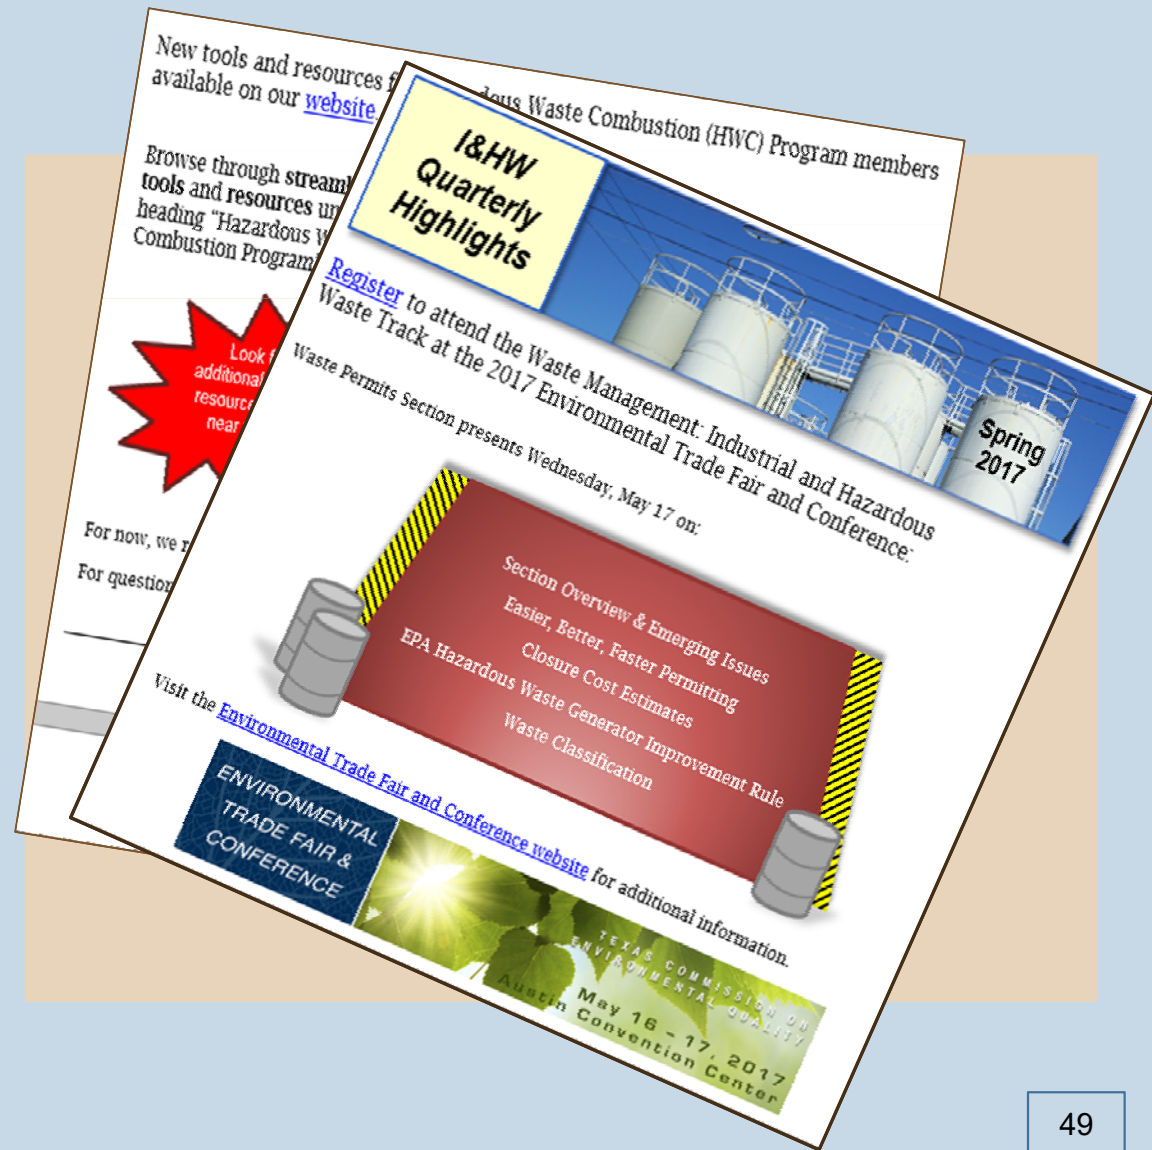 New tools and resources
dous Waste Combustion (HWC) Program members
available on our website.
Browse through
tools and resources
heading "Hazardous
Combustion Program
Look
additional
near
For now, we
For
I&HW
Quarterly
Highlights
Spring
2017
Register to attend the Waste Management: Industrial and Hazardous
Waste Track at the 2017 Environmental Trade Fair and Conference:
Waste Permits Section presents Wednesday, May 17 on:
Section Overview & Emerging Issues
Easier, Better, Faster Permitting
Closure Cost Estimates
EPA Hazardous Waste Generator Improvement Rule
Waste Classification
Visit the Environmental Trade Fair and Conference website for additional information.
ENVIRONMENTAL
TRADE FAIR &
CONFERENCE
TEXAS COMMISSION ON
ENVIRONMENTAL QUALITY
May 16 - 17, 2017
Austin Convention Center
49